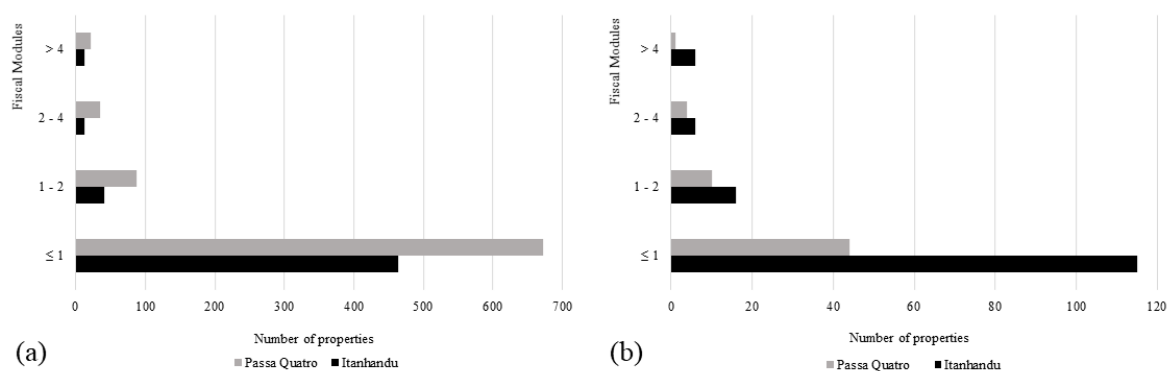 Fiscal Modules
> 4
2 - 4
1 - 2
≤ 1
0 100 200 300 400 500 600 700
Number of properties
(a)
Passa Quatro Itanhandu
Fiscal Modules
> 4
2 - 4
1 - 2
≤ 1
0 20 40 60 80 100 120
Number of properties
(b)
Passa Quatro Itanhandu